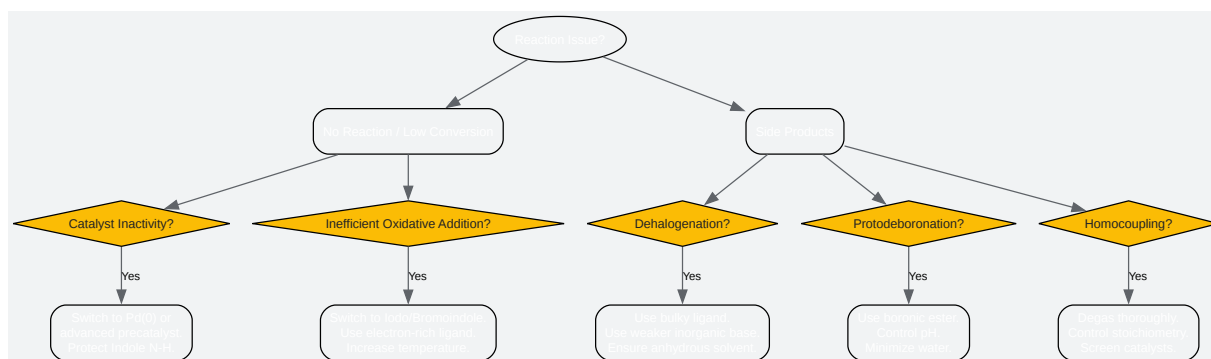 Reaction Issue?
No Reaction / Low Conversion
Side Products
Catalyst Inactivity?
Inefficient Oxidative Addition?
Dehalogenation?
Protodeboronation?
Homocoupling?
Yes
Yes
Yes
Yes
Yes
Switch to Pd(0) or
advanced precatalyst.
Protect Indole N-H.
Switch to Iodo/Bromoindole.
Use electron-rich ligand.
Increase temperature.
Use bulky ligand.
Use weaker inorganic base.
Ensure anhydrous solvent.
Use boronic ester.
Control pH.
Minimize water.
Degas thoroughly.
Control stoichiometry.
Screen catalysts.